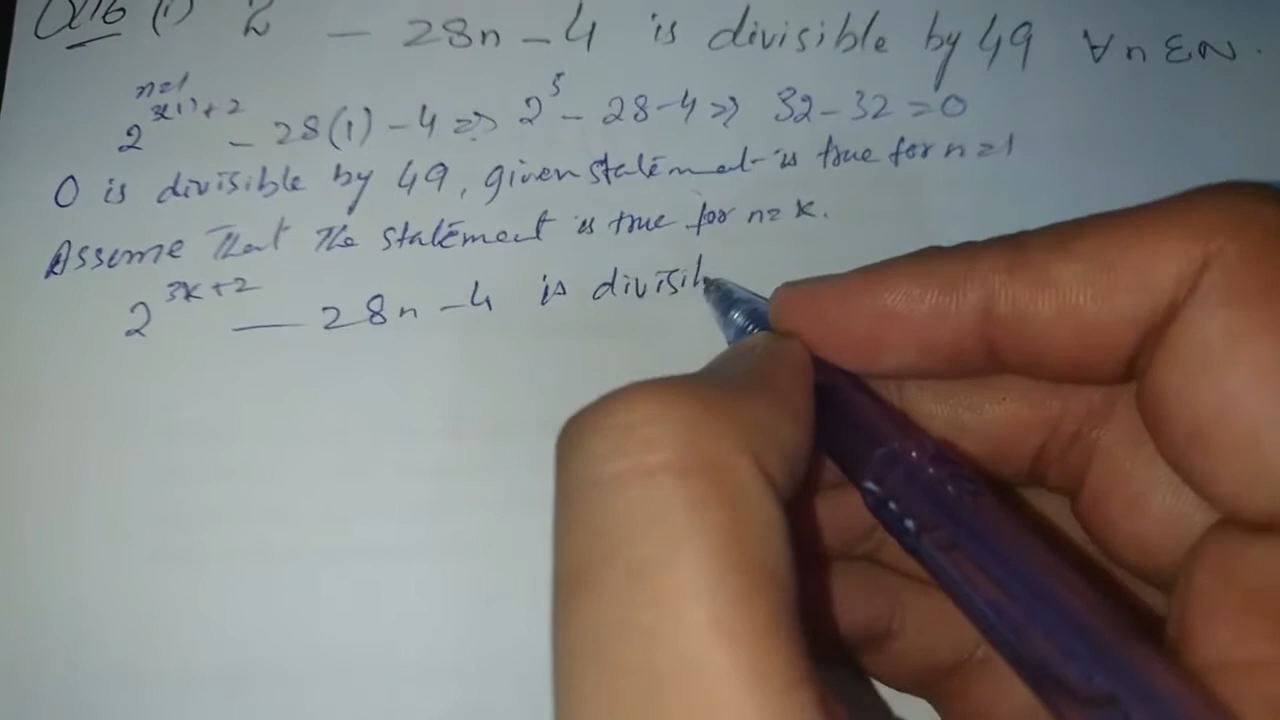 Q16 (i) 2 - 28n - 4 is divisible by 49 ∀ n ∈ N.
n=1
2^3(1)+2 - 28(1) - 4 => 2^5 - 28 - 4 => 32 - 32 = 0
0 is divisible by 49, given statement is true for n=1
Assume That The statement is true for n=K.
2^3K+2 - 28n - 4 is divisib